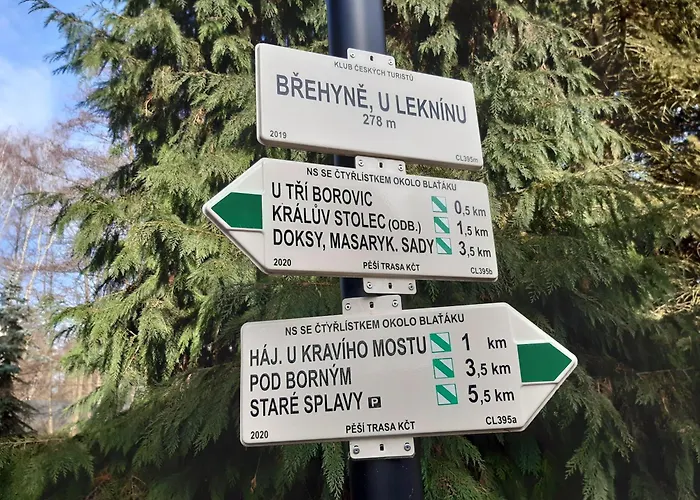 KLUB ČESKÝCH TURISTŮ
BŘEHYNĚ, U LEKNÍNU
278 m
2019 CL395m
NS SE ČTYŘLÍSTKEM OKOLO BLAŤÁKU
U TŘÍ BOROVIC 0,5 km
KRÁLŮV STOLEC (ODB.) 1,5 km
DOKSY, MASARYK. SADY 3,5 km
2020 PĚŠÍ TRASA KČT CL395b
NS SE ČTYŘLÍSTKEM OKOLO BLAŤÁKU
HÁJ. U KRAVÍHO MOSTU 1 km
POD BORNÝM 3,5 km
STARÉ SPLAVY P 5,5 km
2020 PĚŠÍ TRASA KČT CL395a